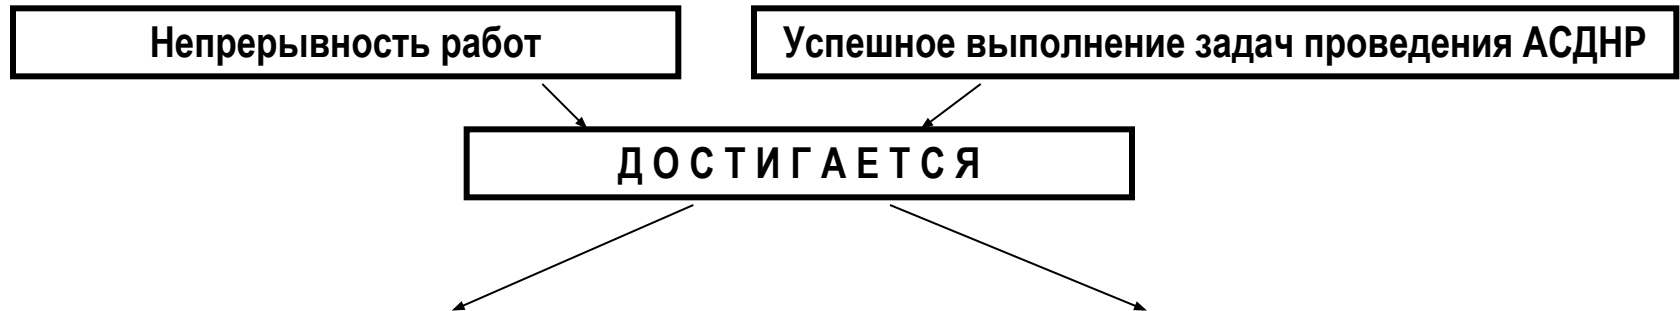 Непрерывность работ
Успешное выполнение задач проведения АСДНР
Д О С Т И Г А Е Т С Я